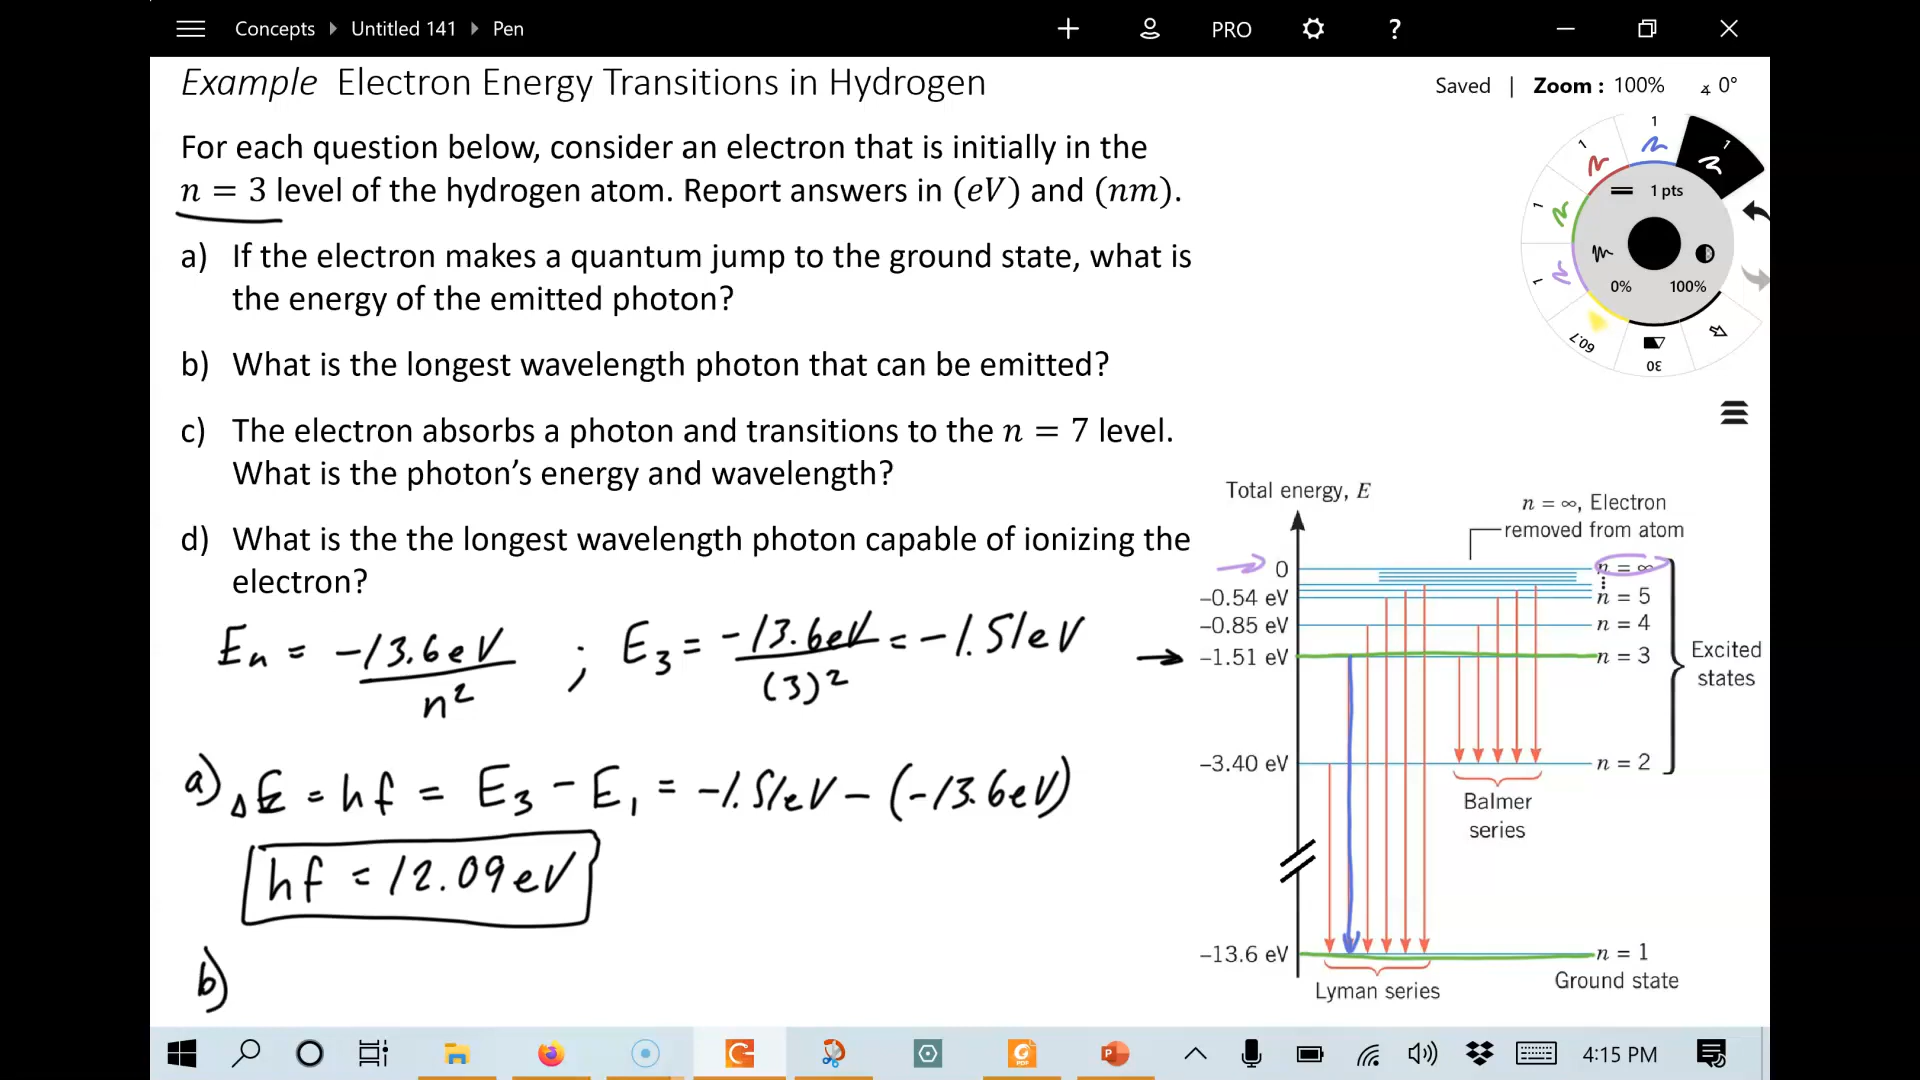 Concepts Untitled 141 Pen PRO ?
Example Electron Energy Transitions in Hydrogen
Saved | Zoom : 100% 0°
For each question below, consider an electron that is initially in the
n = 3 level of the hydrogen atom. Report answers in (eV) and (nm).
a) If the electron makes a quantum jump to the ground state, what is
the energy of the emitted photon?
b) What is the longest wavelength photon that can be emitted?
c) The electron absorbs a photon and transitions to the n = 7 level.
What is the photon's energy and wavelength?
d) What is the the longest wavelength photon capable of ionizing the
electron?
1 pts
0% 100%
1
1
1
1
1
60.7
30
En = -13.6eV/n² ; E3 = -13.6eV/(3)² = -1.51eV
a) ΔE = hf = E3 - E1 = -1.51eV - (-13.6eV)
hf = 12.09eV
b)
Total energy, E
n = ∞, Electron
removed from atom
0 n = ∞
-0.54 eV n = 5
-0.85 eV n = 4
-1.51 eV n = 3
Excited
states
-3.40 eV n = 2
Balmer
series
-13.6 eV n = 1
Ground state
Lyman series
4:15 PM